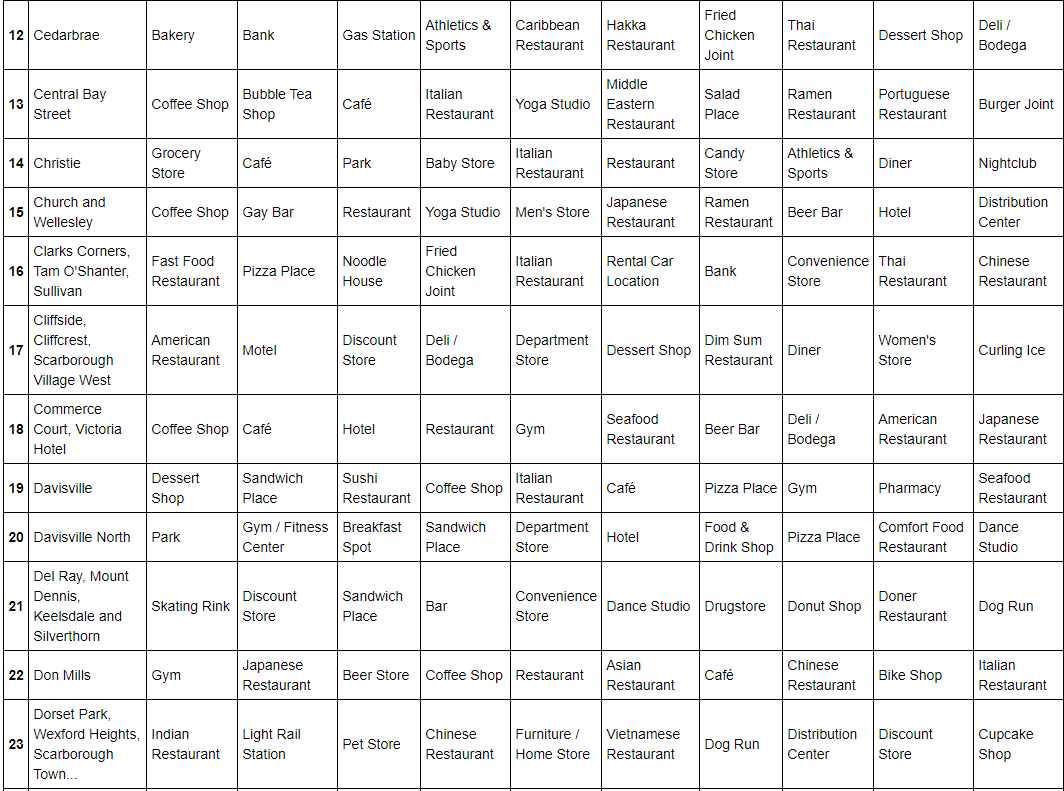 12 Cedarbrae Bakery Bank Gas Station Athletics & Sports Caribbean Restaurant Hakka Restaurant Fried Chicken Joint Thai Restaurant Dessert Shop Deli / Bodega
13 Central Bay Street Coffee Shop Bubble Tea Shop Café Italian Restaurant Yoga Studio Middle Eastern Restaurant Salad Place Ramen Restaurant Portuguese Restaurant Burger Joint
14 Christie Grocery Store Café Park Baby Store Italian Restaurant Restaurant Candy Store Athletics & Sports Diner Nightclub
15 Church and Wellesley Coffee Shop Gay Bar Restaurant Yoga Studio Men's Store Japanese Restaurant Ramen Restaurant Beer Bar Hotel Distribution Center
16 Clarks Corners, Tam O'Shanter, Sullivan Fast Food Restaurant Pizza Place Noodle House Fried Chicken Joint Italian Restaurant Rental Car Location Bank Convenience Store Thai Restaurant Chinese Restaurant
17 Cliffside, Cliffcrest, Scarborough Village West American Restaurant Motel Discount Store Deli / Bodega Department Store Dessert Shop Dim Sum Restaurant Diner Women's Store Curling Ice
18 Commerce Court, Victoria Hotel Coffee Shop Café Hotel Restaurant Gym Seafood Restaurant Beer Bar Deli / Bodega American Restaurant Japanese Restaurant
19 Davisville Dessert Shop Sandwich Place Sushi Restaurant Coffee Shop Italian Restaurant Café Pizza Place Gym Pharmacy Seafood Restaurant
20 Davisville North Park Gym / Fitness Center Breakfast Spot Sandwich Place Department Store Hotel Food & Drink Shop Pizza Place Comfort Food Restaurant Dance Studio
21 Del Ray, Mount Dennis, Keelsdale and Silverthorn Skating Rink Discount Store Sandwich Place Bar Convenience Store Dance Studio Drugstore Donut Shop Doner Restaurant Dog Run
22 Don Mills Gym Japanese Restaurant Beer Store Coffee Shop Restaurant Asian Restaurant Café Chinese Restaurant Bike Shop Italian Restaurant
23 Dorset Park, Wexford Heights, Scarborough Town... Indian Restaurant Light Rail Station Pet Store Chinese Restaurant Furniture / Home Store Vietnamese Restaurant Dog Run Distribution Center Discount Store Cupcake Shop